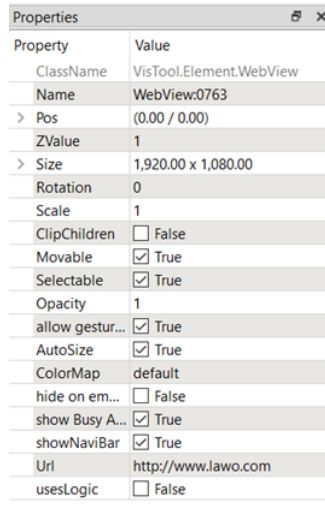 Properties
Property Value
ClassName VisTool.Element.WebView
Name WebView:0763
Pos (0.00 / 0.00)
ZValue 1
Size 1,920.00 x 1,080.00
Rotation 0
Scale 1
ClipChildren False
Movable True
Selectable True
Opacity 1
allow gestur... True
AutoSize True
ColorMap default
hide on em... False
show Busy A... True
showNaviBar True
Url http://www.lawo.com
usesLogic False